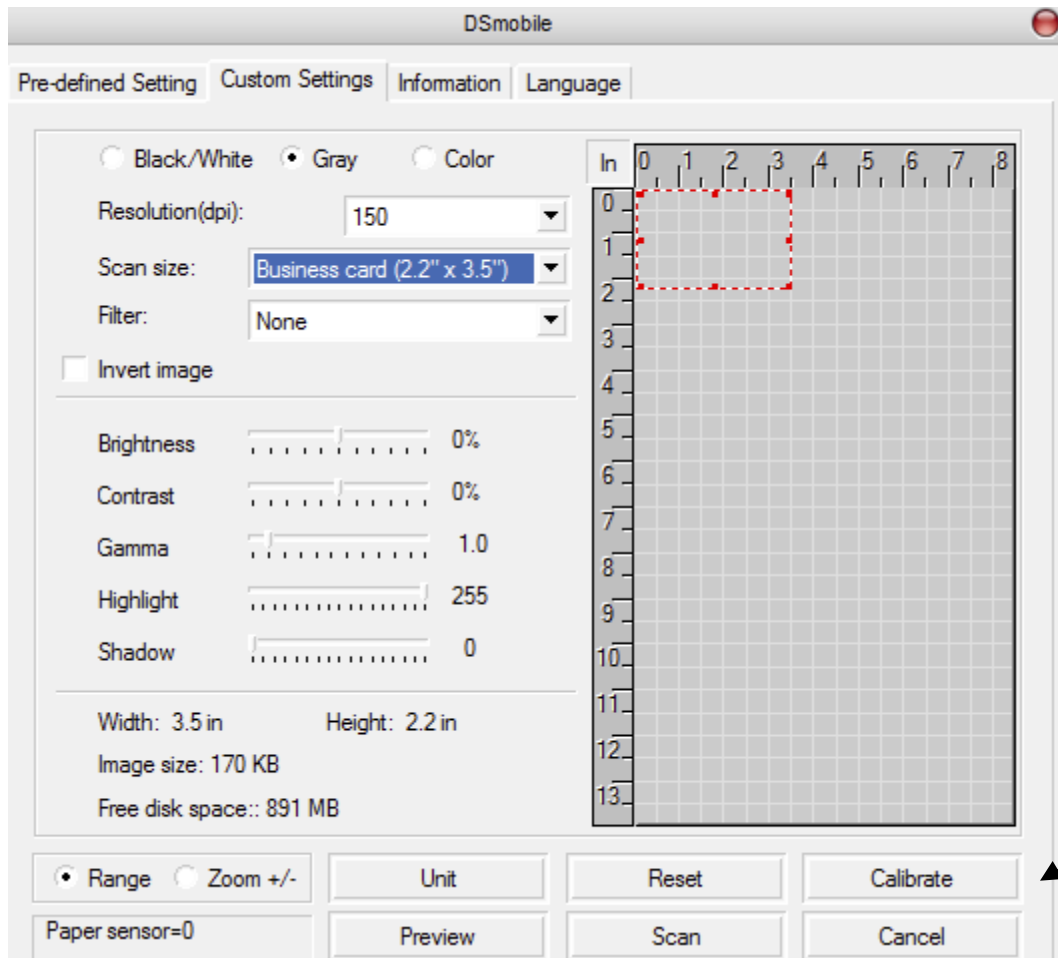 DSmobile
Pre-defined Setting Custom Settings Information Language
Black/White Gray Color
Resolution(dpi): 150
Scan size: Business card (2.2" x 3.5")
Filter: None
Invert image
Brightness 0%
Contrast 0%
Gamma 1.0
Highlight 255
Shadow 0
Width: 3.5 in Height: 2.2 in
Image size: 170 KB
Free disk space:: 891 MB
In 0 1 2 3 4 5 6 7 8
0
1
2
3
4
5
6
7
8
9
10
11
12
13
Range Zoom +/- Unit Reset Calibrate
Paper sensor=0 Preview Scan Cancel